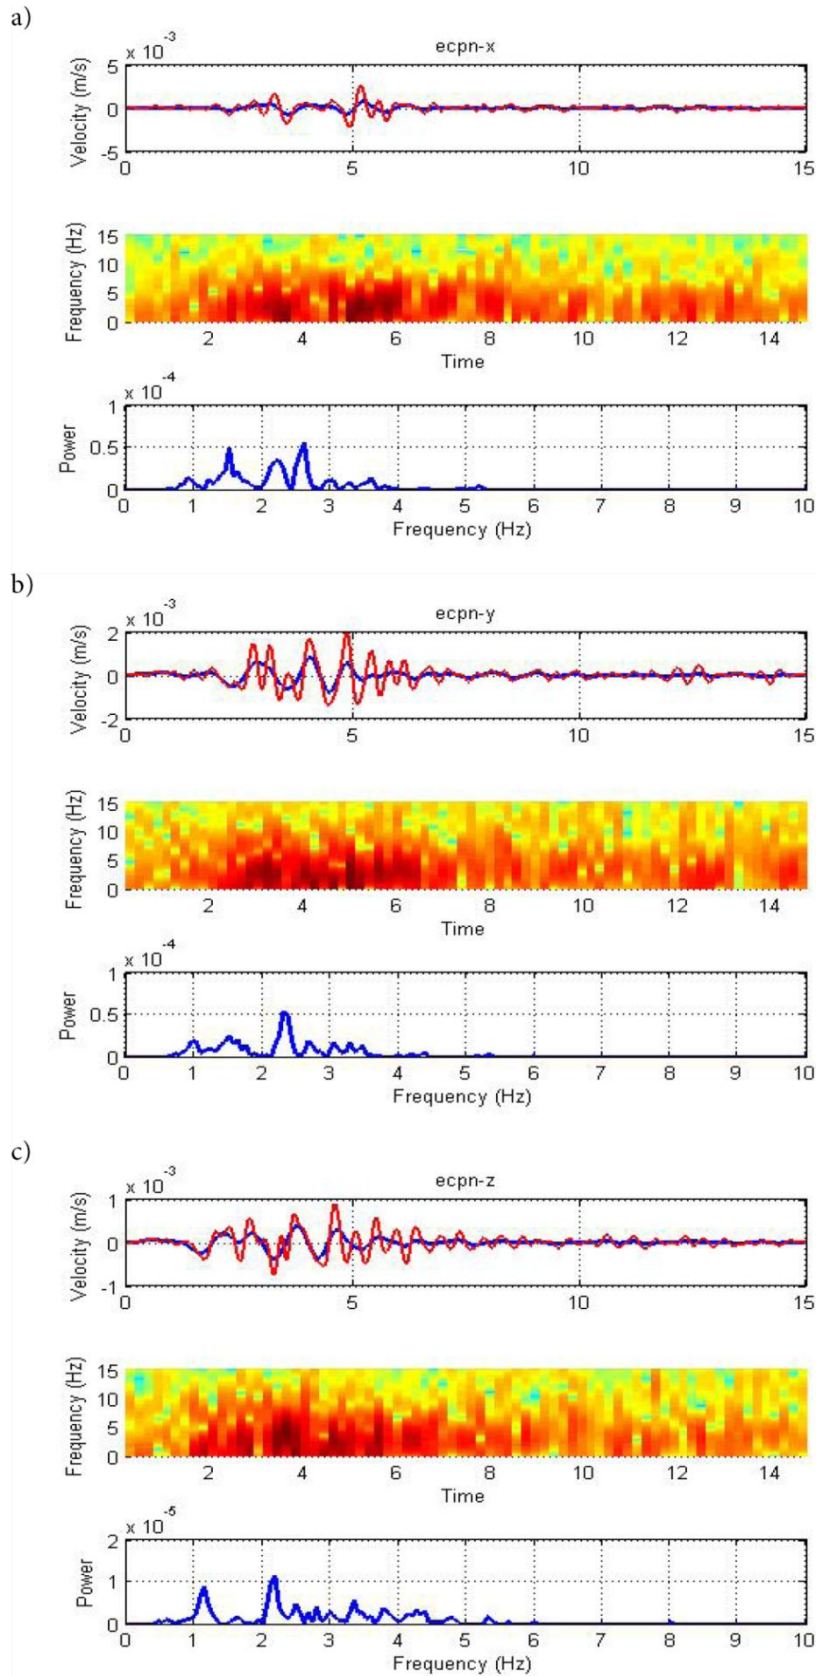 a)
x 10⁻³
ecpn-x
Velocity (m/s)
5
0
-5
0 5 10 15
Frequency (Hz)
15
10
5
0
2 4 6 8 10 12 14
Time
x 10⁻⁴
Power
1
0.5
0
0 1 2 3 4 5 6 7 8 9 10
Frequency (Hz)
b)
x 10⁻³
ecpn-y
Velocity (m/s)
2
0
-2
0 5 10 15
Frequency (Hz)
15
10
5
0
2 4 6 8 10 12 14
Time
x 10⁻⁴
Power
1
0.5
0
0 1 2 3 4 5 6 7 8 9 10
Frequency (Hz)
c)
x 10⁻³
ecpn-z
Velocity (m/s)
1
0
-1
0 5 10 15
Frequency (Hz)
15
10
5
0
2 4 6 8 10 12 14
Time
x 10⁻⁵
Power
2
1
0
0 1 2 3 4 5 6 7 8 9 10
Frequency (Hz)